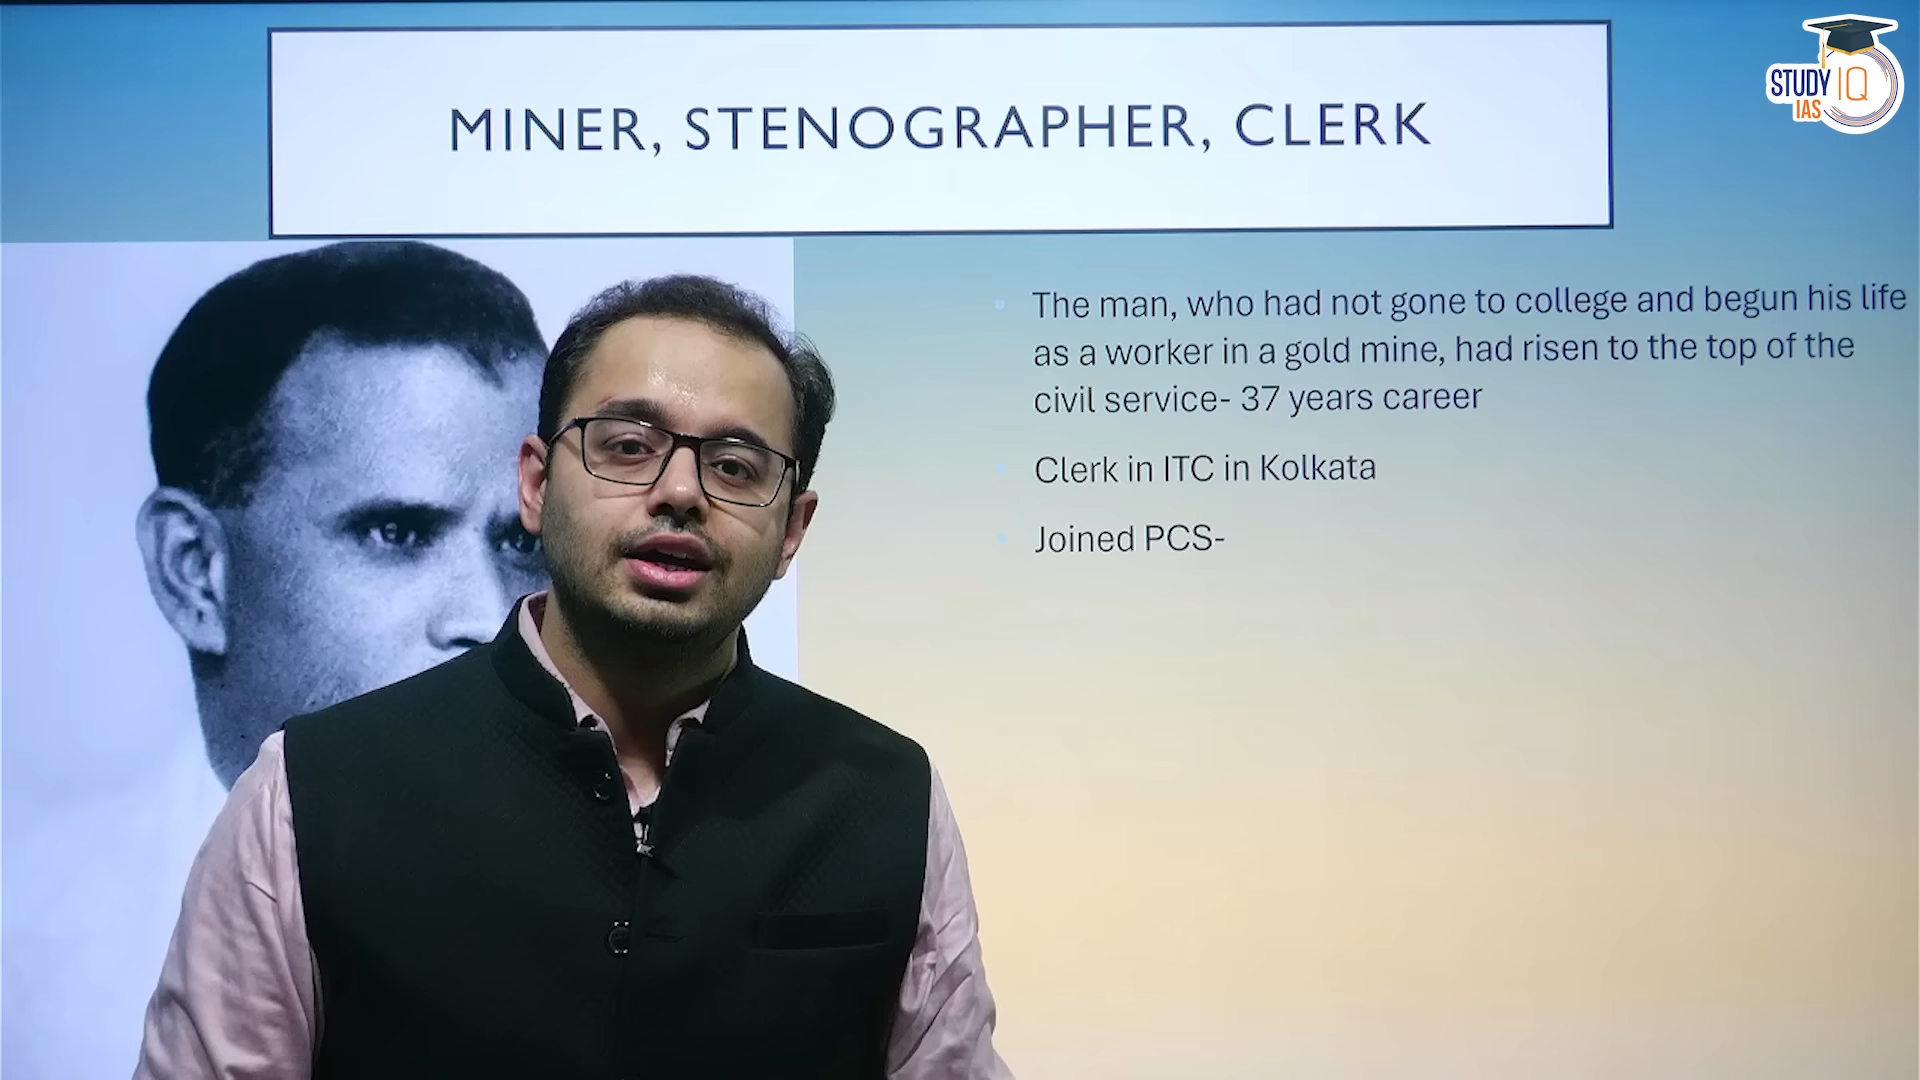 MINER, STENOGRAPHER, CLERK
STUDY IQ
IAS
The man, who had not gone to college and begun his life
as a worker in a gold mine, had risen to the top of the
civil service- 37 years career
Clerk in ITC in Kolkata
Joined PCS-